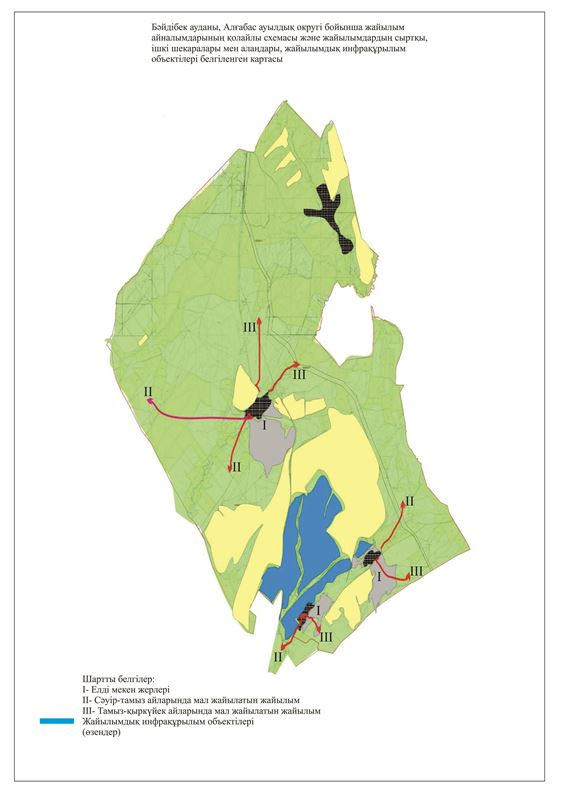 Бәйдібек ауданы, Алғабас ауылдық округі бойынша жайылым
айналымдарының қолайлы схемасы және жайылымдардың сыртқы,
ішкі шекаралары мен алаңдары, жайылымдық инфрақұрылым
объектілері белгіленген картасы
III
III
II
I
II
II
I
III
I
III
II
Шартты белгілер:
I- Елді мекен жерлері
II- Сәуір-тамыз айларында мал жайылатын жайылым
III- Тамыз-қыркүйек айларында мал жайылатын жайылым
Жайылымдық инфрақұрылым объектілері
(өзендер)